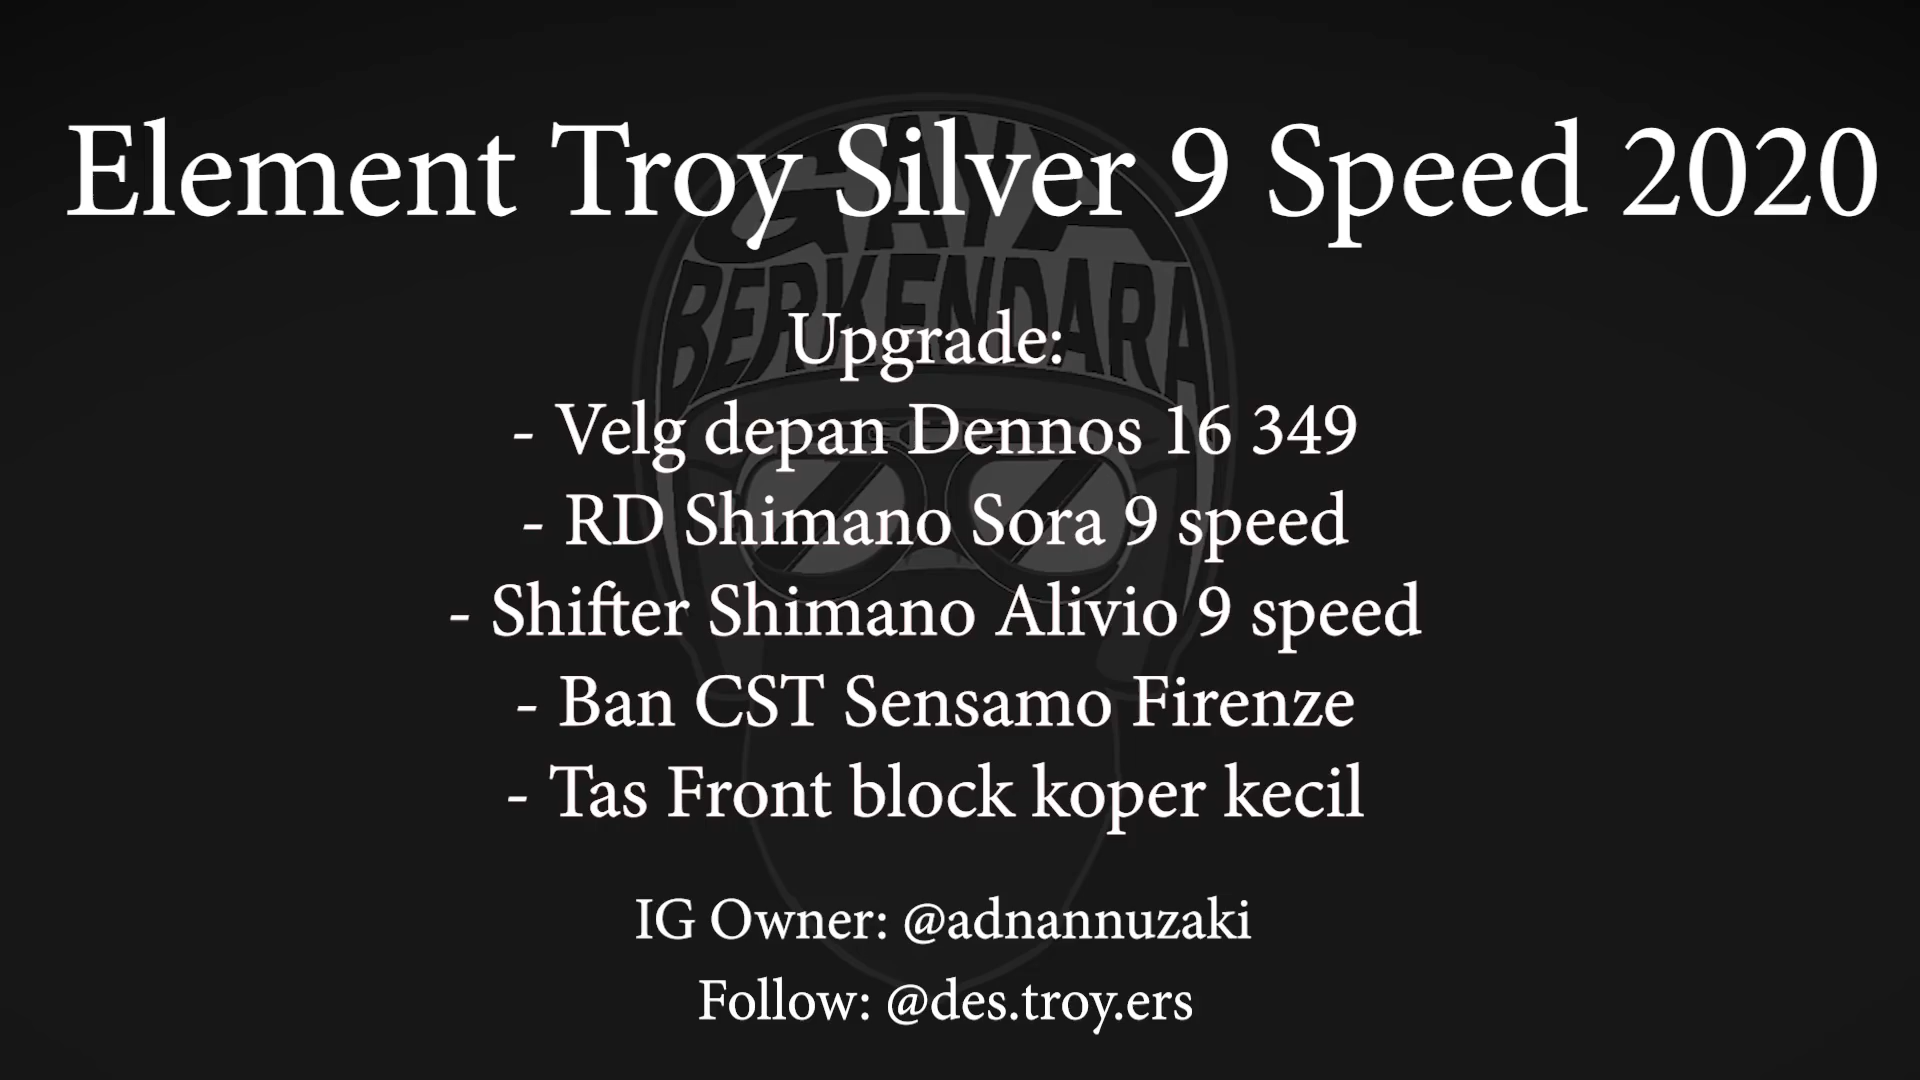 Element Troy Silver 9 Speed 2020
BERKENDARA
Upgrade:
- Velg depan Dennos 16 349
- RD Shimano Sora 9 speed
- Shifter Shimano Alivio 9 speed
- Ban CST Sensamo Firenze
- Tas Front block koper kecil
IG Owner: @adnannuzaki
Follow: @des.troy.ers